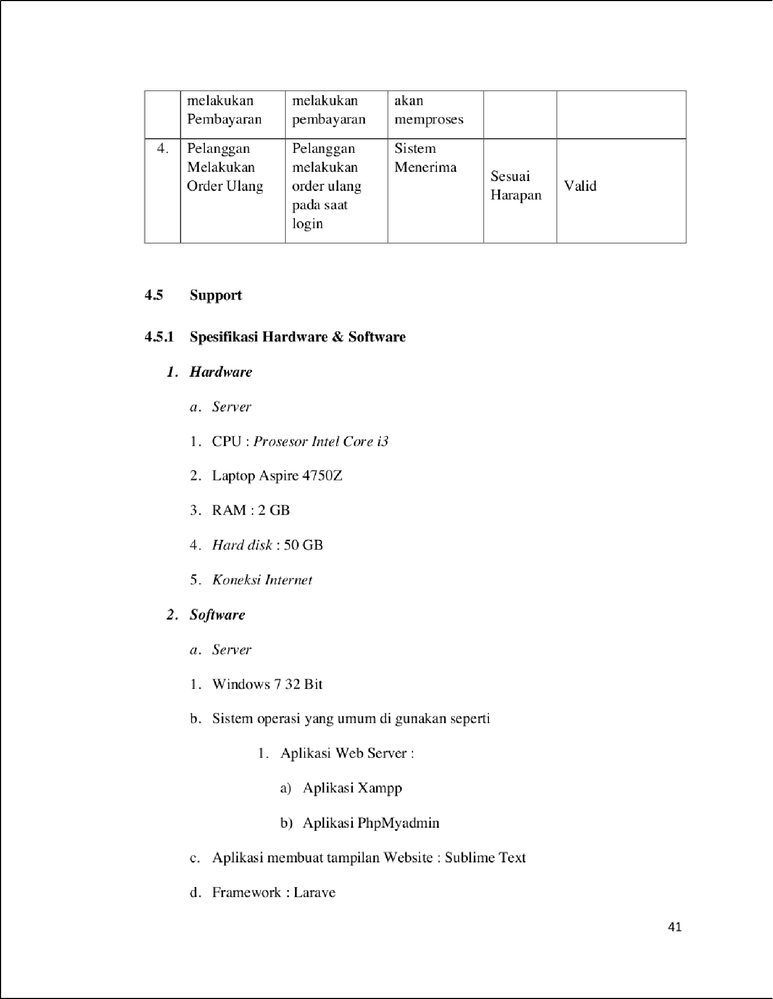 melakukan melakukan akan
Pembayaran pembayaran memproses
4. Pelanggan Pelanggan Sistem
Melakukan melakukan Menerima
Sesuai
Order Ulang order ulang Valid
Harapan
pada saat
login
4.5 Support
4.5.1 Spesifikasi Hardware & Software
1. Hardware
a. Server
1. CPU : Prosesor Intel Core i3
2. Laptop Aspire 4750Z
3. RAM : 2 GB
4. Hard disk : 50 GB
5. Koneksi Internet
2. Software
a. Server
1. Windows 7 32 Bit
b. Sistem operasi yang umum di gunakan seperti
1. Aplikasi Web Server :
a) Aplikasi Xampp
b) Aplikasi PhpMyadmin
c. Aplikasi membuat tampilan Website : Sublime Text
d. Framework : Larave
41